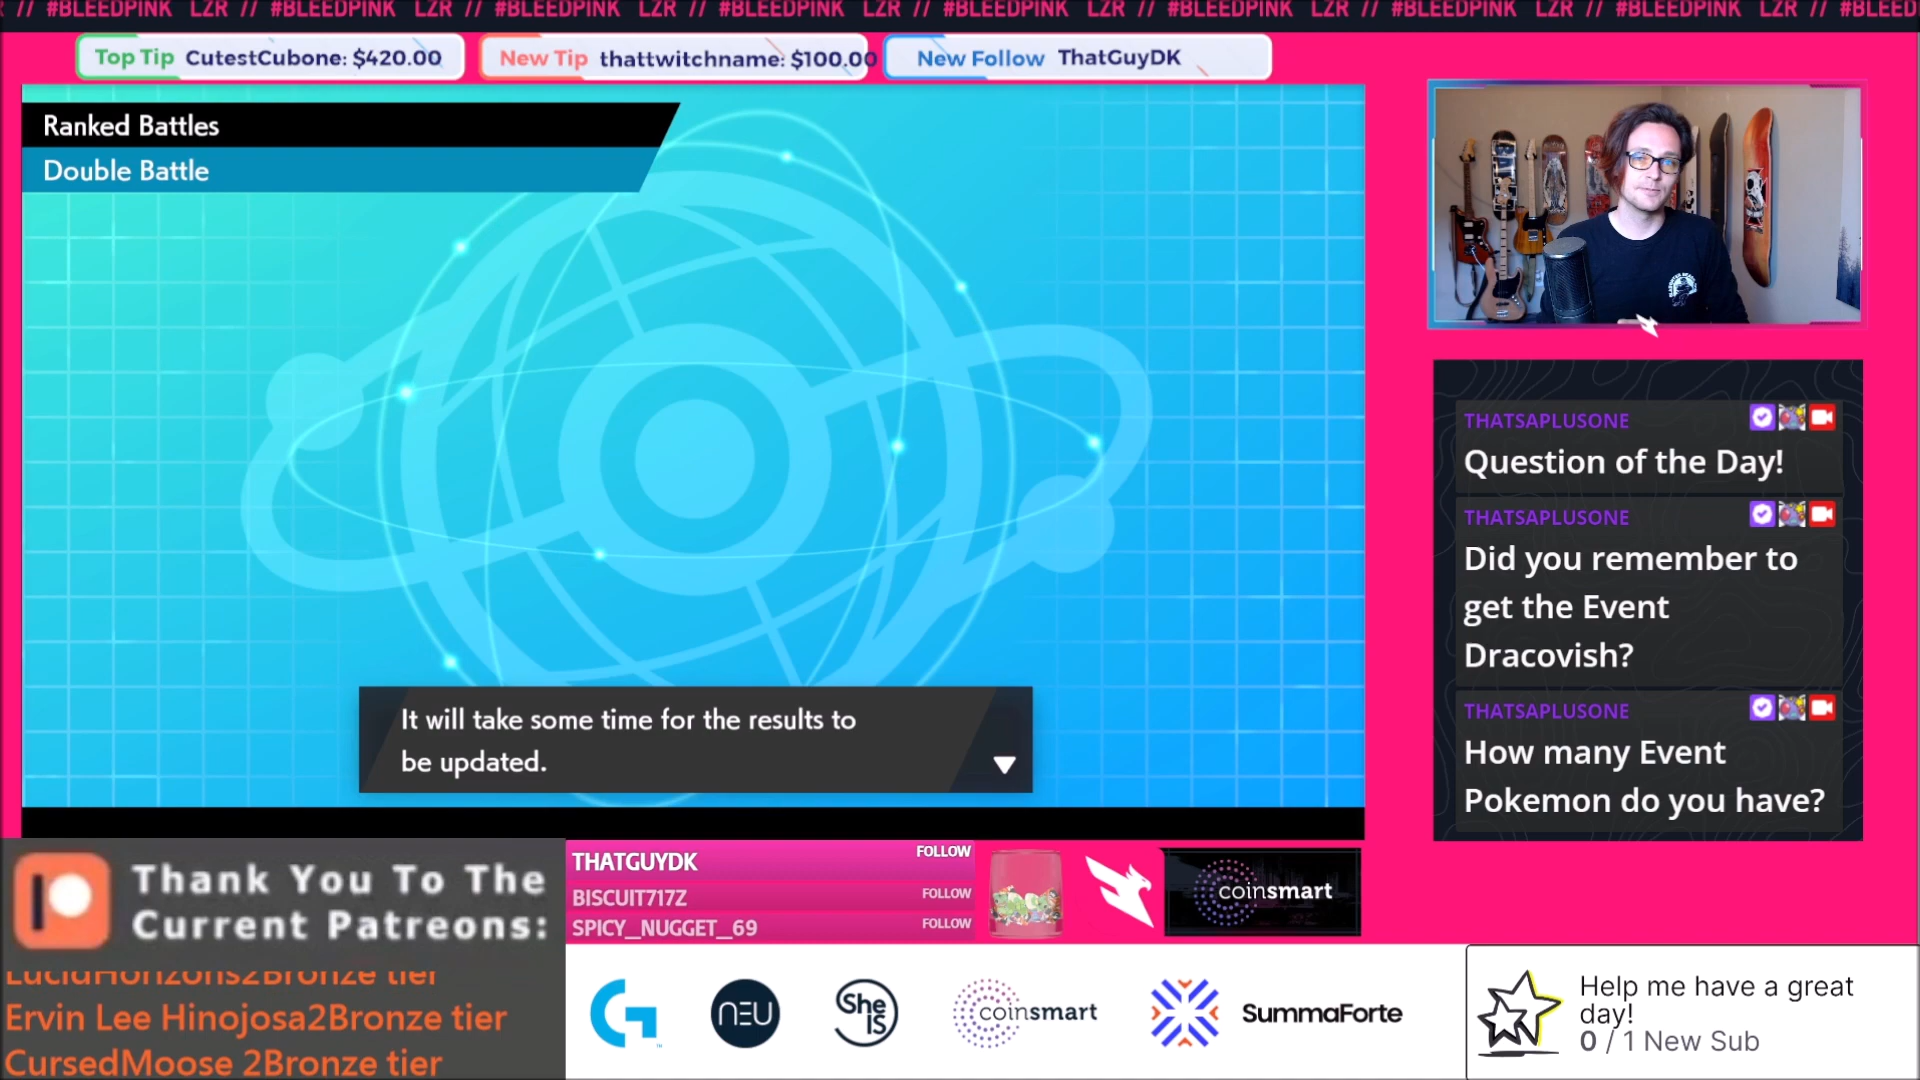 // #BLEEDPINK LZR // #BLEEDPINK LZR // #BLEEDPINK LZR // #BLEEDPINK LZR // #BLEEDPINK LZR // #BLEEDPINK LZR // #BLEEDPINK LZR // #BLEEDPINK LZR // #BLEED
Top Tip CutestCubone: $420.00
New Tip thattwitchname: $100.00
New Follow ThatGuyDK
Ranked Battles
Double Battle
It will take some time for the results to
be updated.
THATSAPLUSONE
Question of the Day!
THATSAPLUSONE
Did you remember to
get the Event
Dracovish?
THATSAPLUSONE
How many Event
Pokemon do you have?
Thank You To The
Current Patreons:
LucidHorizons2Bronze tier
Ervin Lee Hinojosa2Bronze tier
CursedMoose 2Bronze tier
THATGUYDK FOLLOW
BISCUIT717Z FOLLOW
SPICY_NUGGET_69 FOLLOW
coinsmart
G
NEU
She
IS
coinsmart
SummaForte
Help me have a great
day!
0 / 1 New Sub